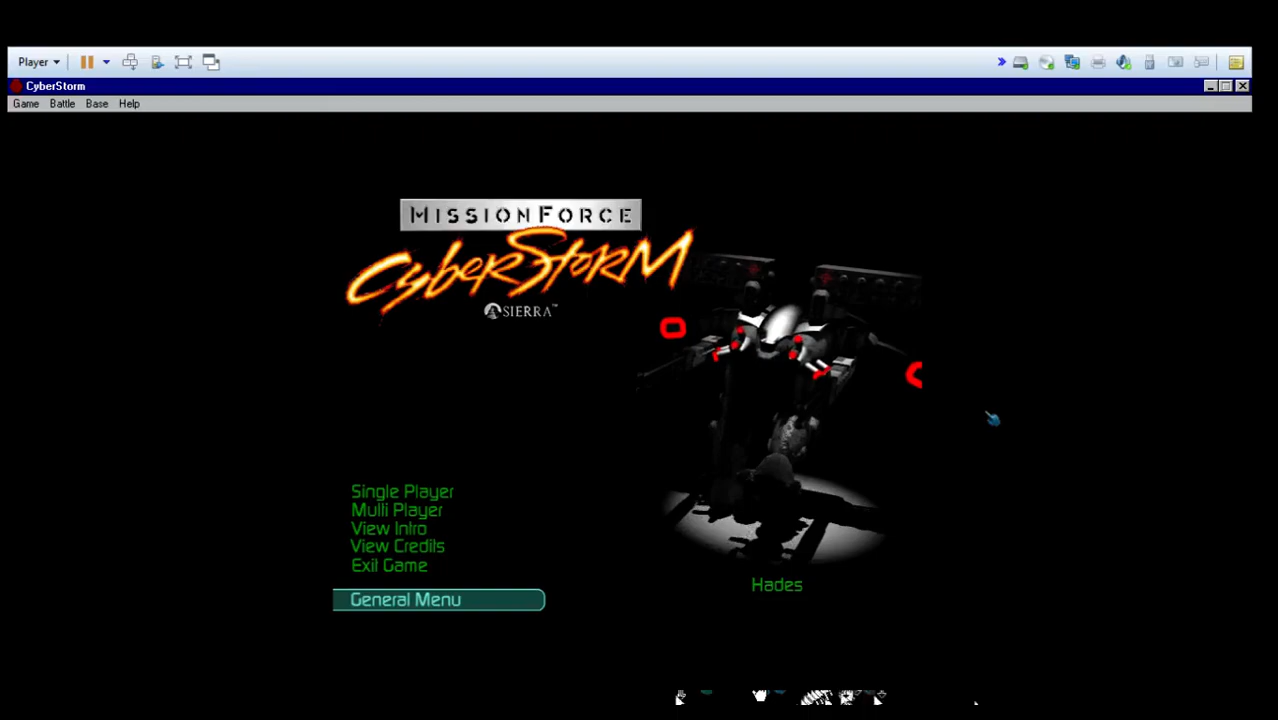 Player
CyberStorm
Game Battle Base Help
MISSIONFORCE
CYBERSTORM
SIERRA™
Single Player
Multi Player
View Intro
View Credits
Exit Game
General Menu
Hades